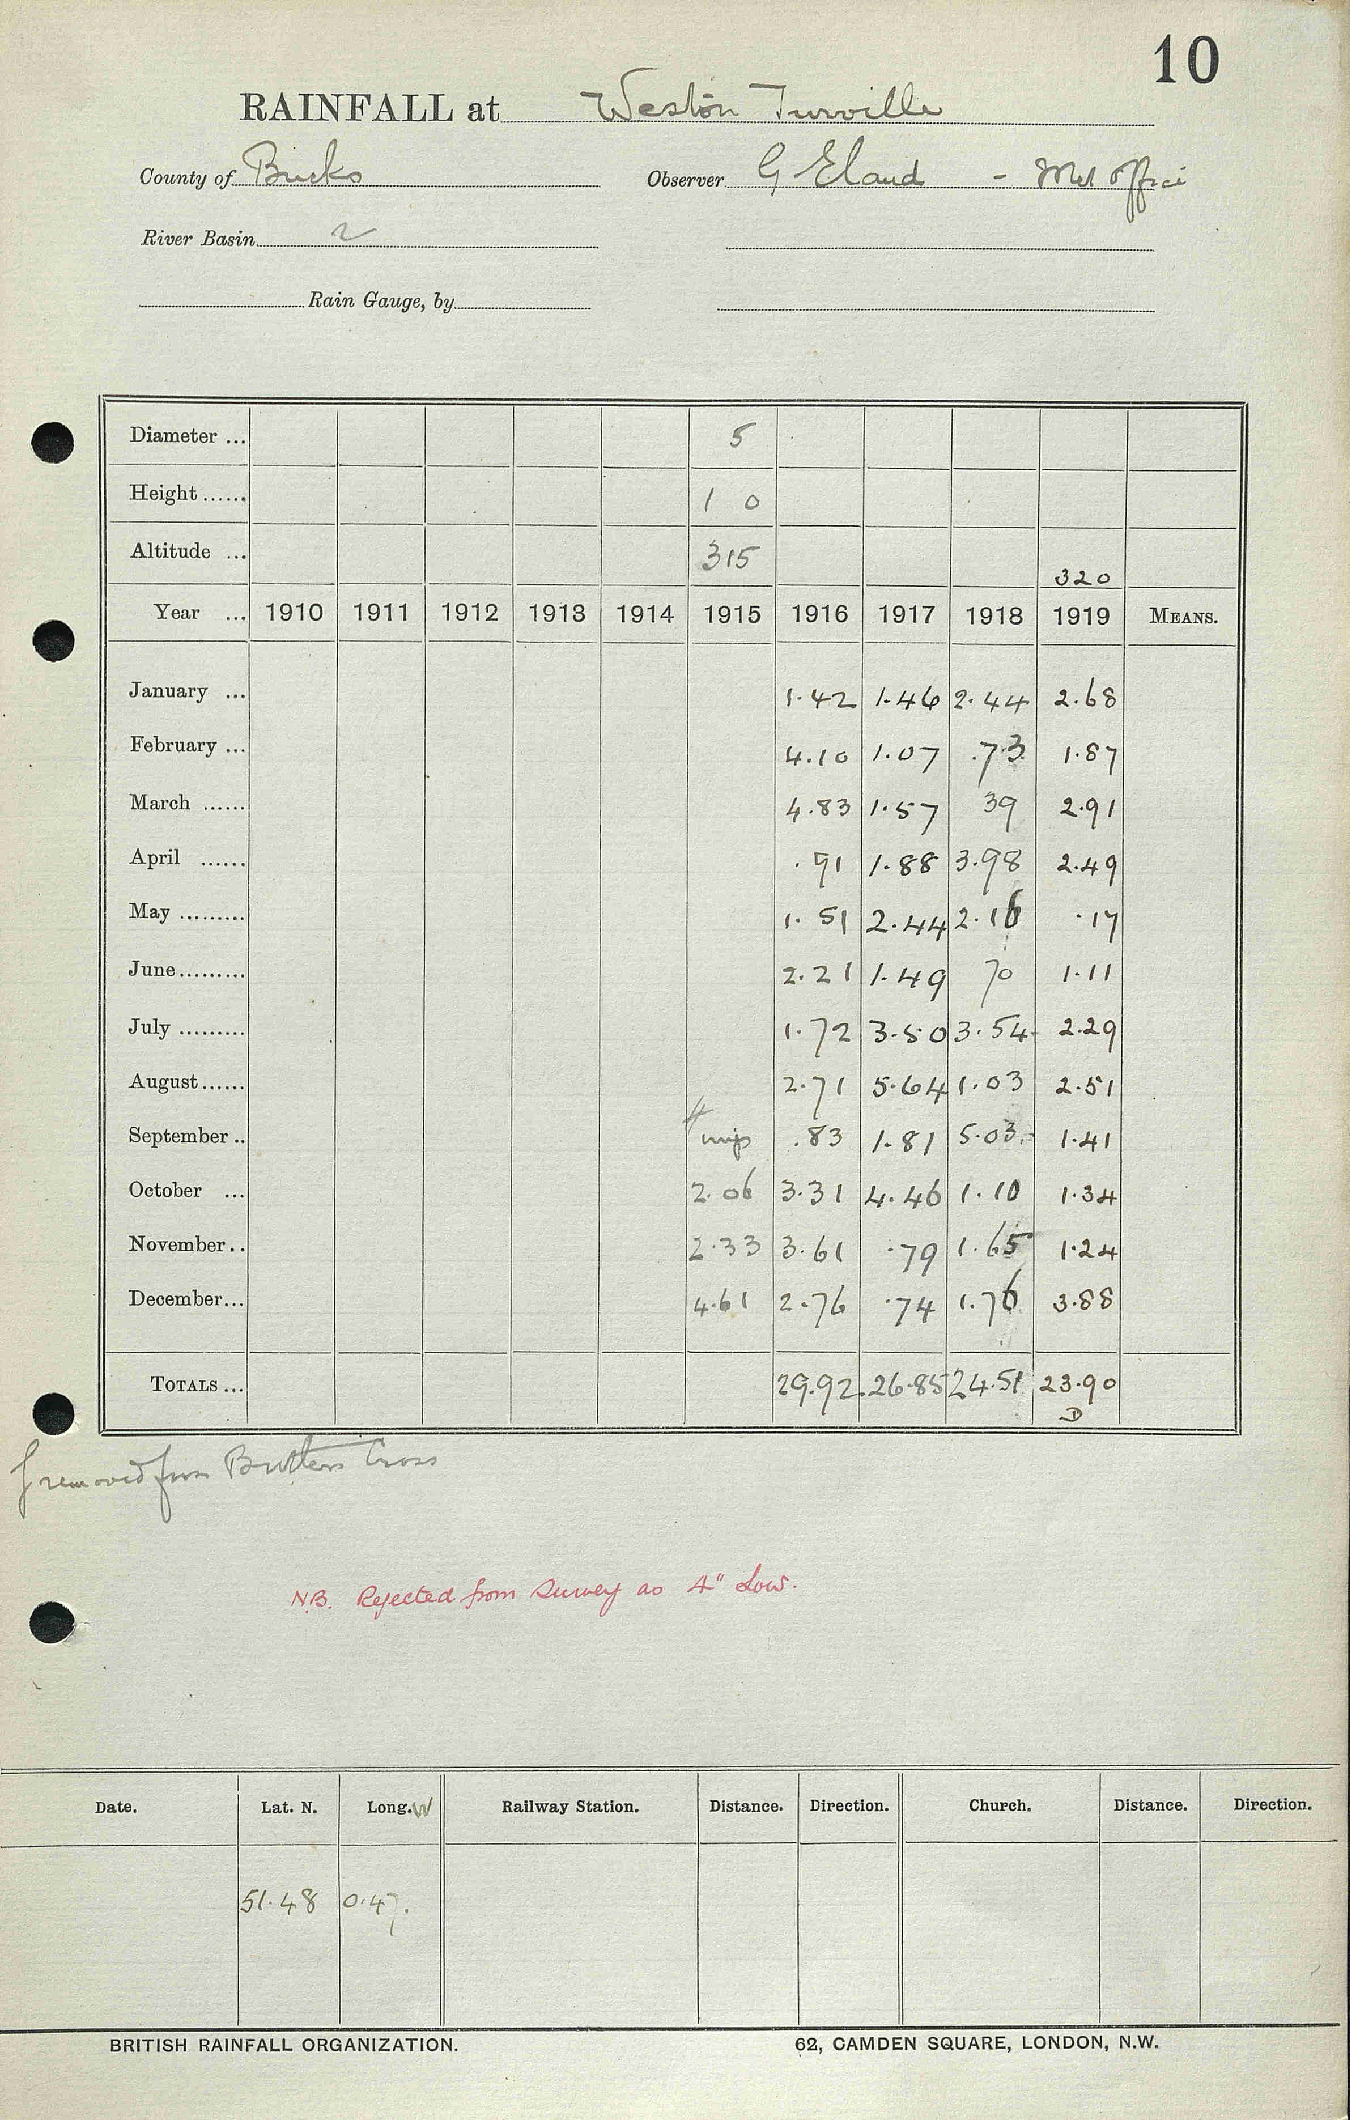 10
RAINFALL at Weston Turville
County of Bucks Observer G Eland - Met Office
River Basin 2
Rain Gauge, by
Diameter ... 5
Height ...... 1 0
Altitude ... 315 320
Year ... 1910 1911 1912 1913 1914 1915 1916 1917 1918 1919 MEANS.
January ... 1.42 1.46 2.44 2.68
February ... 4.10 1.07 .73 1.87
March ...... 4.83 1.57 39 2.91
April ...... .91 1.88 3.98 2.49
May ......... 1.51 2.44 2.16 .17
June......... 2.21 1.49 70 1.11
July ......... 1.72 3.50 3.54 2.29
August...... 2.71 5.64 1.03 2.51
September .. .83 1.81 5.03 1.41
October ... 2.06 3.31 4.46 1.10 1.34
November.. 2.33 3.61 .79 1.65 1.24
December... 4.61 2.76 .74 1.76 3.88
TOTALS ... 29.92 26.85 24.51 23.90
D
removed from Cross
N.B. Rejected from Survey as 4" Low.
Date. Lat. N. Long. W Railway Station. Distance. Direction. Church. Distance. Direction.
51.48 0.47.
BRITISH RAINFALL ORGANIZATION. 62, CAMDEN SQUARE, LONDON, N.W.